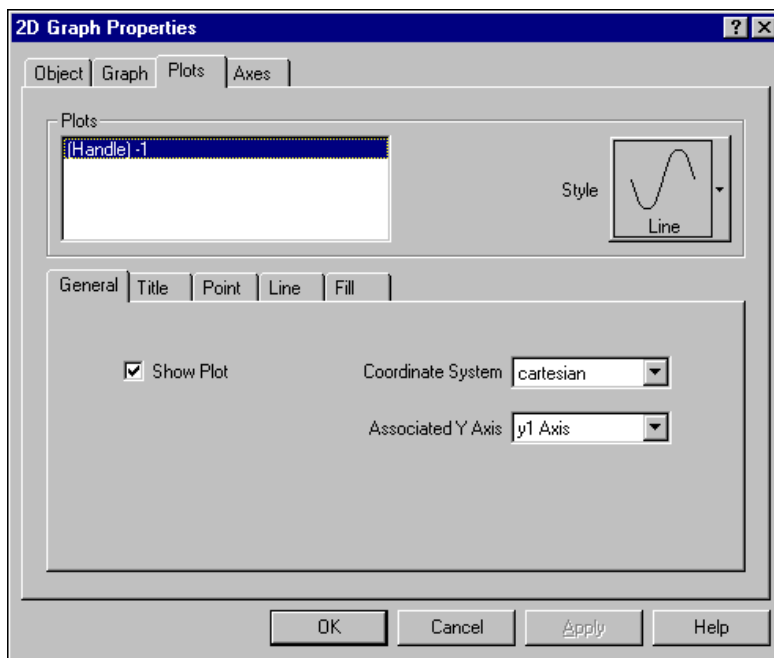 2D Graph Properties
Object Graph Plots Axes
Plots
(Handle) -1
Style
Line
General Title Point Line Fill
Show Plot
Coordinate System cartesian
Associated Y Axis y1 Axis
OK Cancel Apply Help